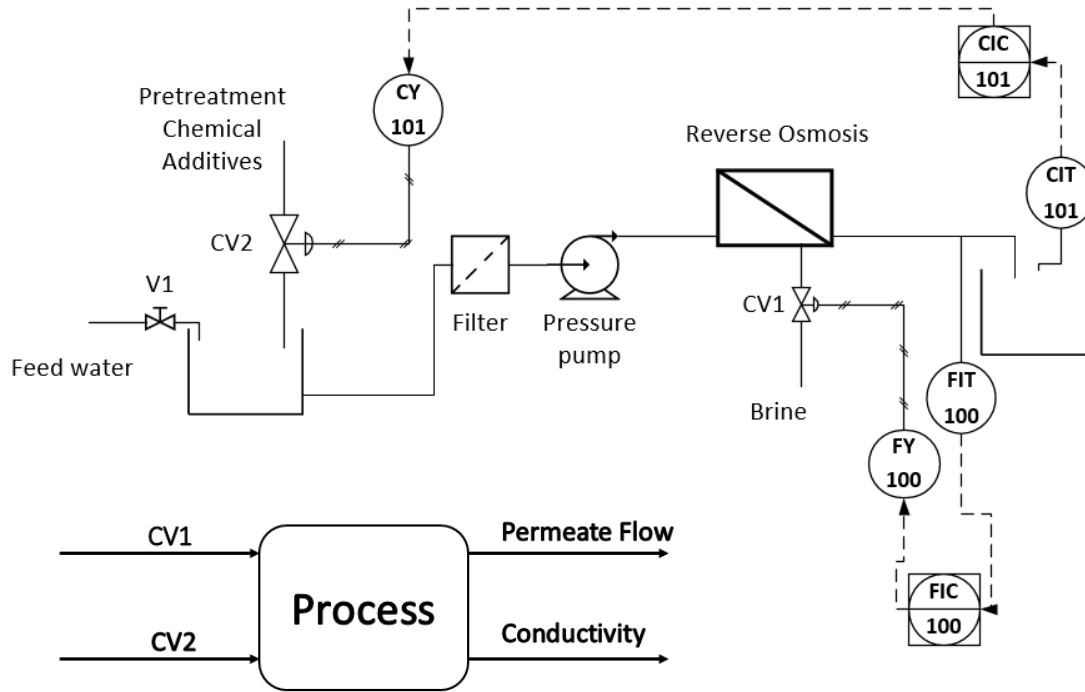 CIC
101
CY
101
Pretreatment
Chemical
Additives
Reverse Osmosis
CIT
101
CV2
V1
CV1
Filter
Pressure
pump
Feed water
FIT
100
Brine
FY
100
CV1
Permeate Flow
Process
FIC
100
CV2
Conductivity